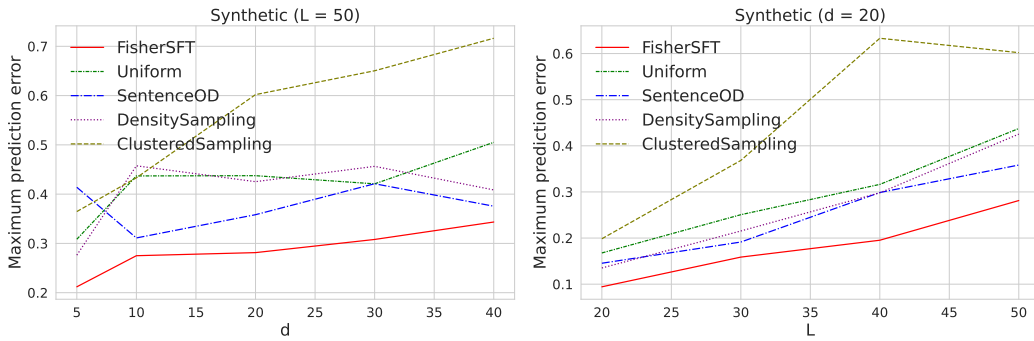 Synthetic (L = 50)
Maximum prediction error
0.7
0.6
0.5
0.4
0.3
0.2
FisherSFT
Uniform
SentenceOD
DensitySampling
ClusteredSampling
5 10 15 20 25 30 35 40
d
Synthetic (d = 20)
Maximum prediction error
0.6
0.5
0.4
0.3
0.2
0.1
FisherSFT
Uniform
SentenceOD
DensitySampling
ClusteredSampling
20 25 30 35 40 45 50
L